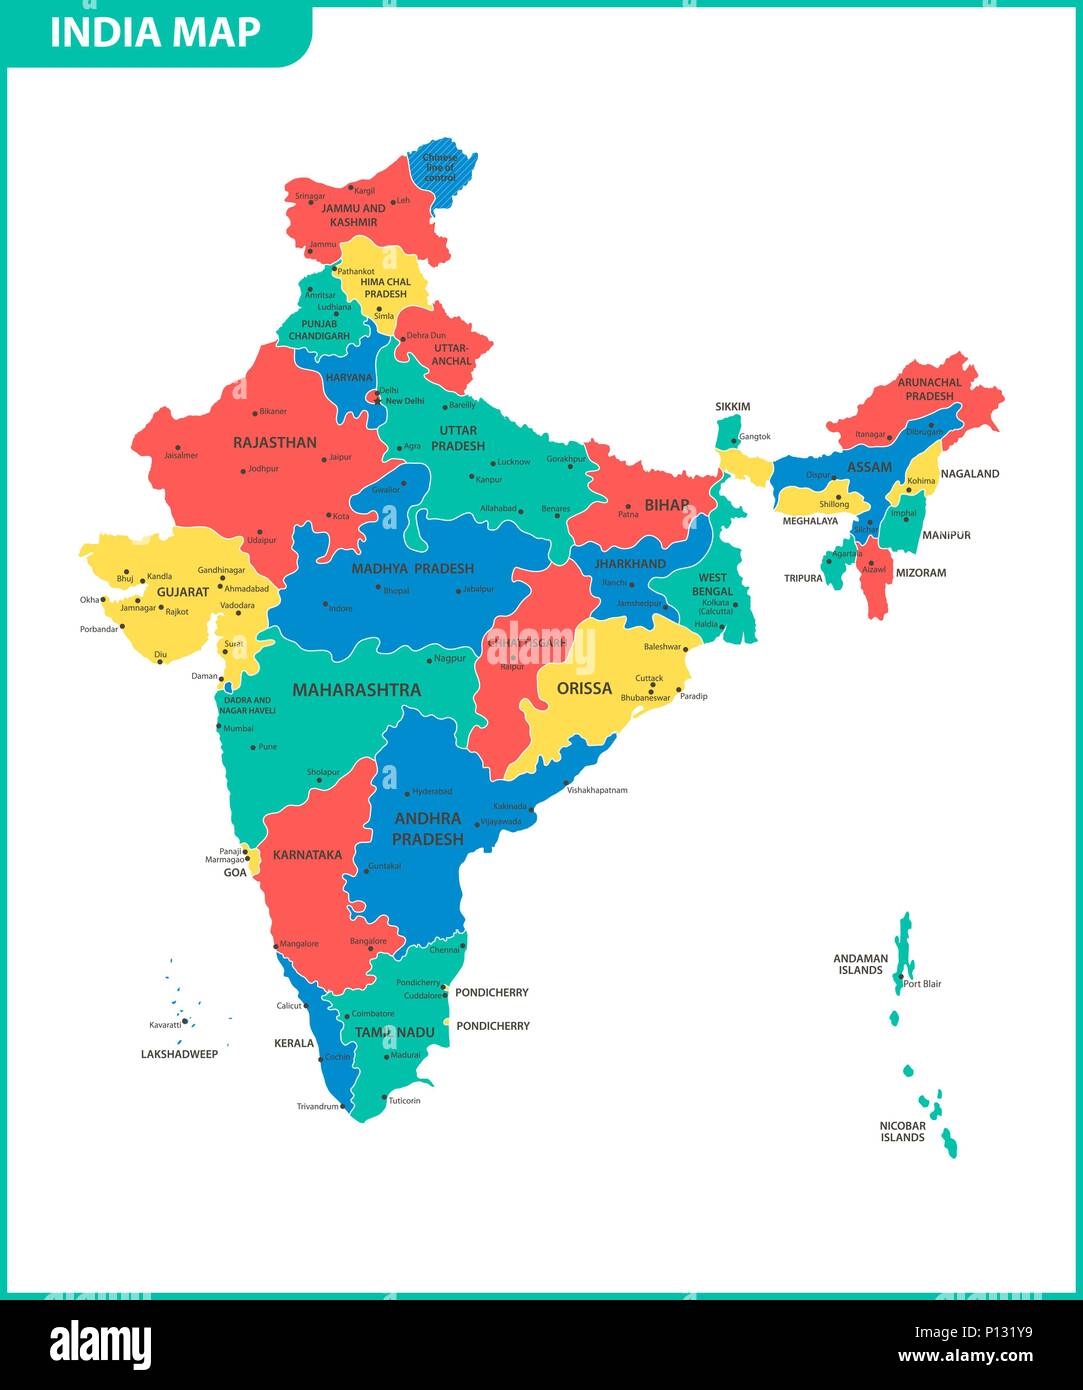 INDIA MAP
Chinese
line of
control
Kargil
Srinagar
Leh
JAMMU AND
KASHMIR
Jammu
Pathankot
HIMA CHAL
PRADESH
Amritsar
Ludhiana
Simla
PUNJAB
CHANDIGARH
Dehra Dun
UTTAR-
ANCHAL
HARYANA
Delhi
New Delhi
Bareilly
Bikaner
RAJASTHAN
Jaisalmer
Jodhpur
Jaipur
Kota
Udaipur
UTTAR
PRADESH
Agra
Lucknow
Gorakhpur
Kanpur
Gwailor
Allahabad
Benares
SIKKIM
Gangtok
ARUNACHAL
PRADESH
Itanagar
Dibrugarh
ASSAM
Dispur
NAGALAND
Kohima
Shillong
MEGHALAYA
Imphal
MANIPUR
Silchar
Agartala
TRIPURA
Aizawl
MIZORAM
BIHAR
Patna
JHARKHAND
Ranchi
Jamshedpur
WEST
BENGAL
Kolkata
(Calcutta)
Haldia
MADHYA PRADESH
Bhopal
Jabalpur
Indore
Gandhinagar
Bhuj
Kandla
GUJARAT
Ahmadabad
Okha
Jamnagar
Rajkot
Vadodara
Porbandar
Diu
Surat
Daman
DADRA AND
NAGAR HAVELI
CHHATTISGARH
Raipur
Baleshwar
ORISSA
Cuttack
Bhubaneswar
Paradip
Nagpur
MAHARASHTRA
Mumbai
Pune
Sholapur
Hyderabad
Vishakhapatnam
Kakinada
Vijayawada
ANDHRA
PRADESH
Guntakal
Panaji
Marmagao
GOA
KARNATAKA
Mangalore
Bangalore
Chennai
Pondicherry
Cuddalore
PONDICHERRY
PONDICHERRY
Calicut
Coimbatore
TAMIL NADU
KERALA
Cochin
Madurai
Trivandrum
Tuticorin
Kavaratti
LAKSHADWEEP
ANDAMAN
ISLANDS
Port Blair
NICOBAR
ISLANDS
alamy
a
a
a
a
a
a
alamy
Image ID: P131Y9
www.alamy.com